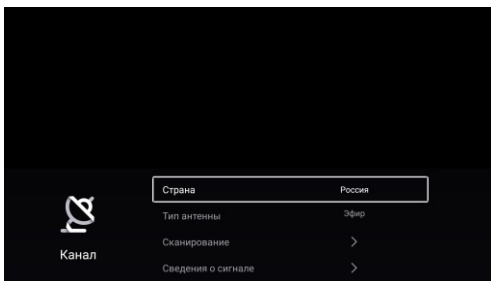 Страна
Россия
Тип антенны
Эфир
Сканирование
Канал
Сведения о сигнале